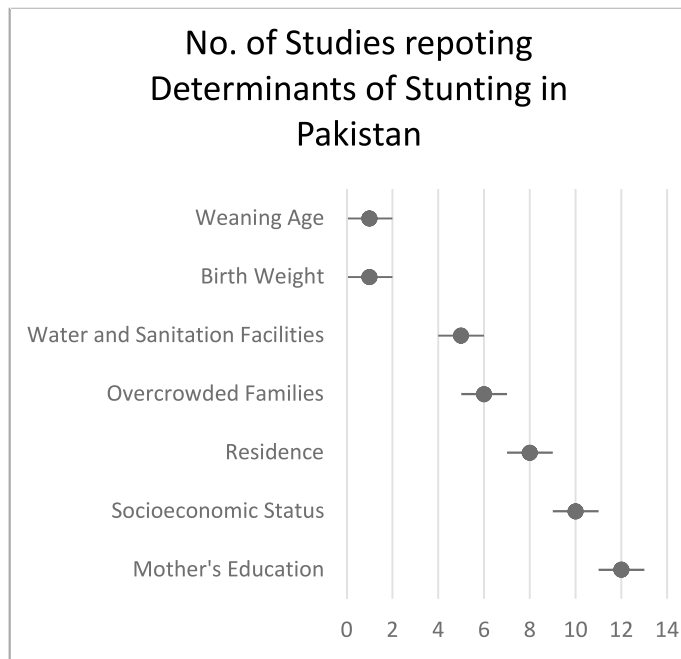 No. of Studies repoting
Determinants of Stunting in
Pakistan
Weaning Age
Birth Weight
Water and Sanitation Facilities
Overcrowded Families
Residence
Socioeconomic Status
Mother's Education
0 2 4 6 8 10 12 14